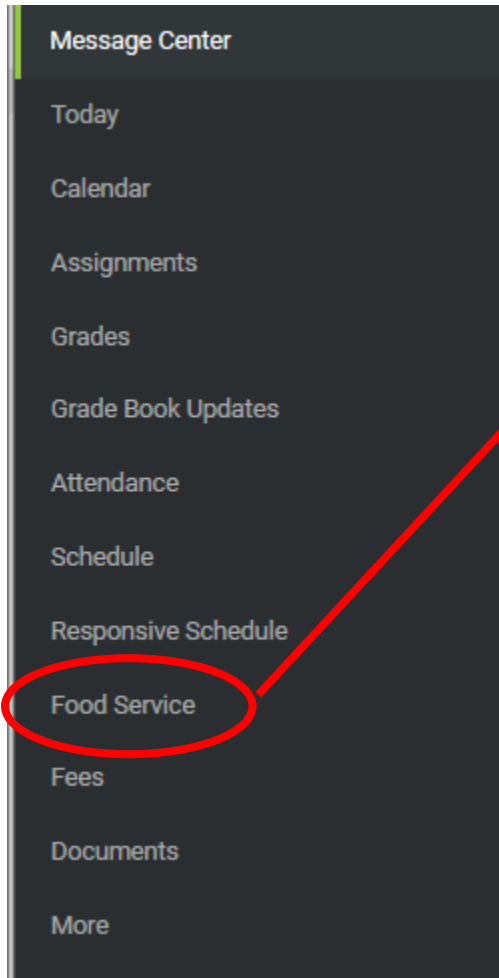 Message Center
Today
Calendar
Assignments
Grades
Grade Book Updates
Attendance
Schedule
Responsive Schedule
Food Service
Fees
Documents
More